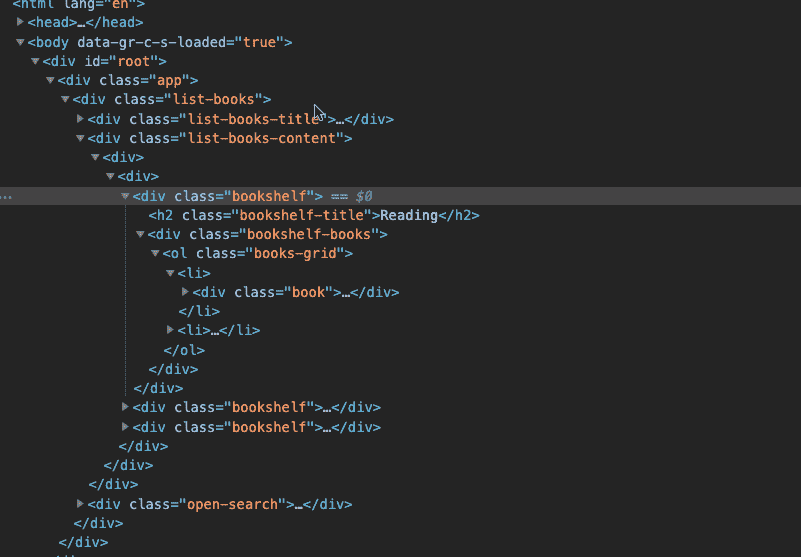 <html lang="en">
<head>…</head>
<body data-gr-c-s-loaded="true">
<div id="root">
<div class="app">
<div class="list-books">
<div class="list-books-title">…</div>
<div class="list-books-content">
<div>
<div>
… <div class="bookshelf"> == $0
<h2 class="bookshelf-title">Reading</h2>
<div class="bookshelf-books">
<ol class="books-grid">
<li>
<div class="book">…</div>
</li>
<li>…</li>
</ol>
</div>
</div>
<div class="bookshelf">…</div>
<div class="bookshelf">…</div>
</div>
</div>
</div>
<div class="open-search">…</div>
</div>
</div>